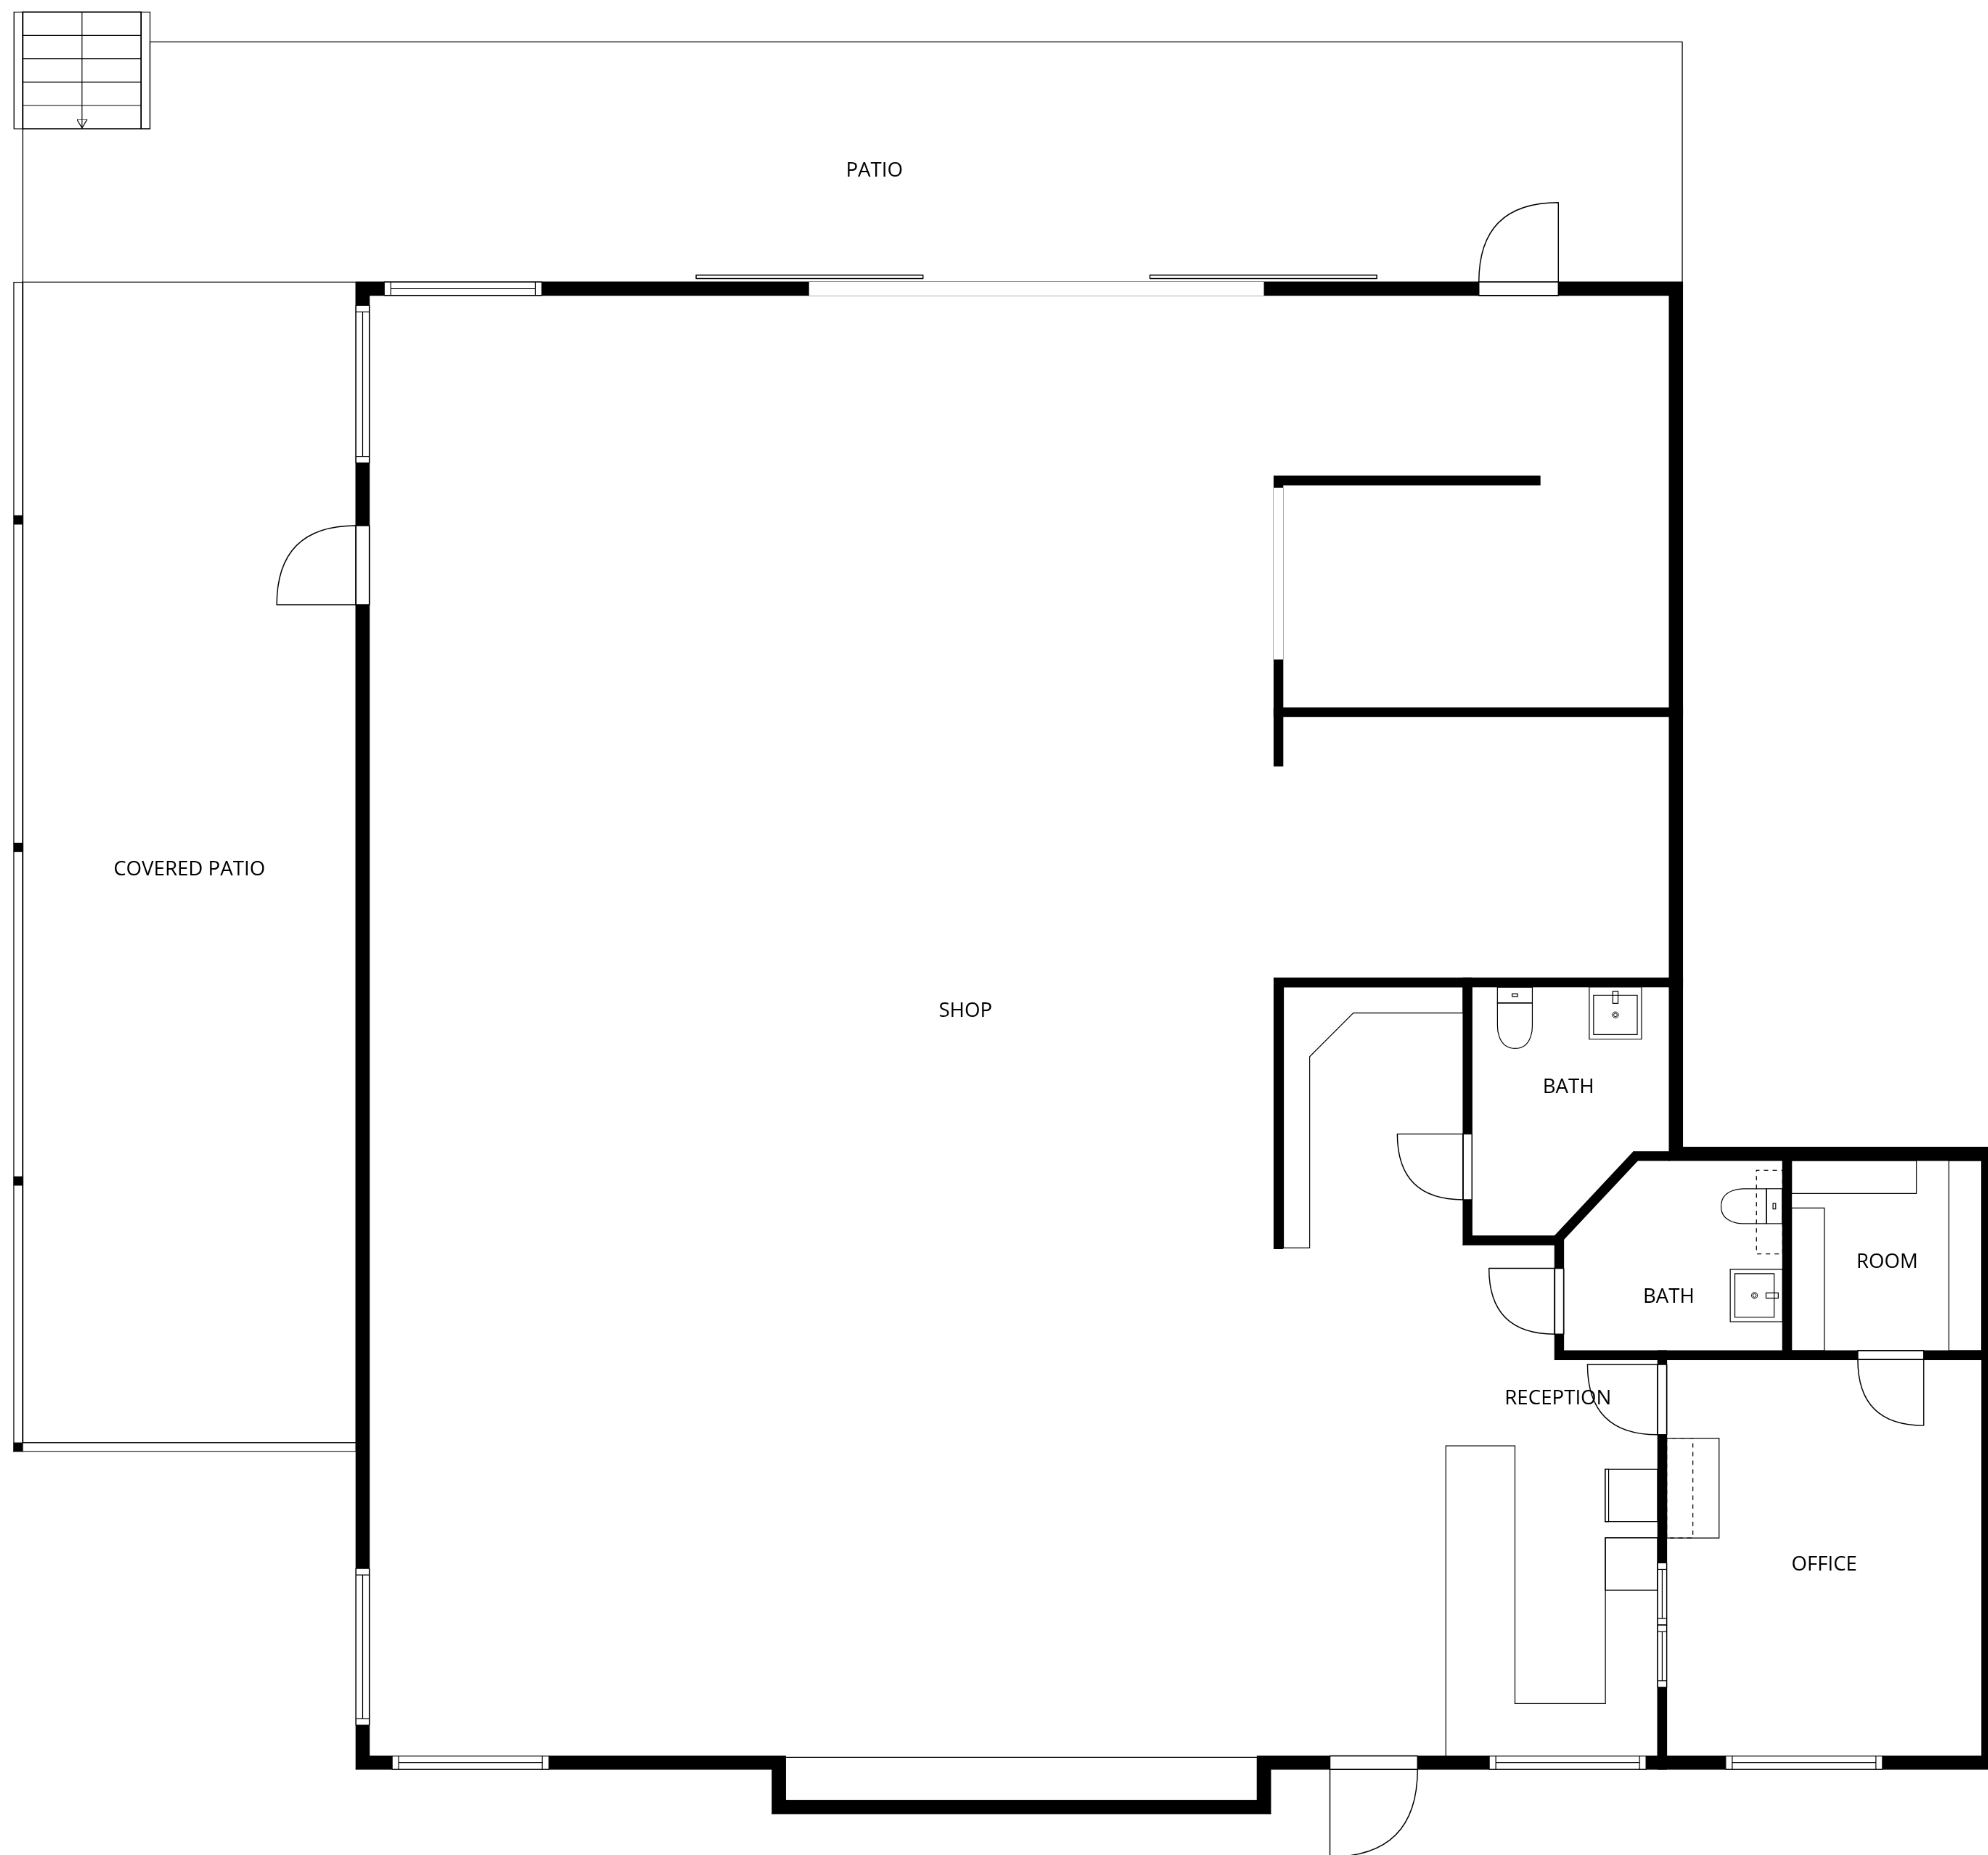 PATIO
COVERED PATIO
SHOP
BATH
ROOM
BATH
RECEPTION
OFFICE